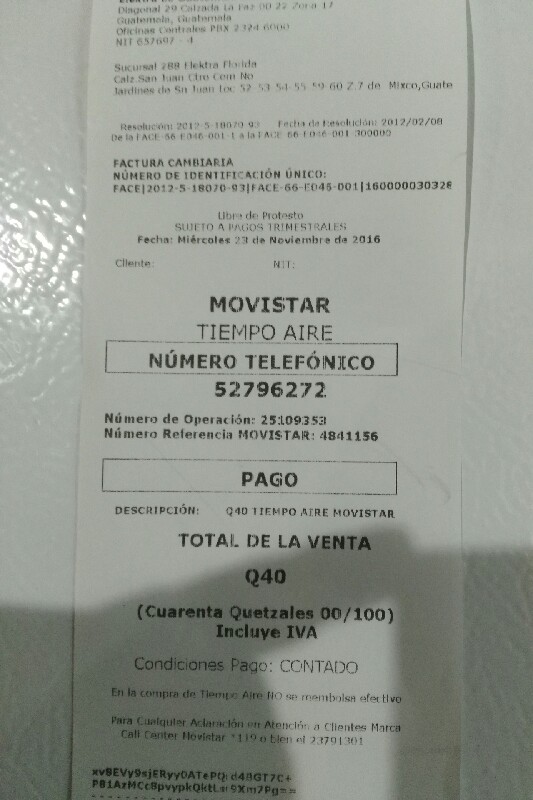 Diagonal 29 Calzada La Paz 00-22 Zona 17
Guatemala, Guatemala
Oficinas Centrales PBX 2324 6000
NIT 657697 - 4
Sucursal 288 Elektra Florida
Calz San Juan Ctro Com No
Jardines de Sn Juan Loc 52-53-54-55-59-60 Z.7 de Mixco,Guate
Resolución: 2012-5-18070-93 Fecha de Resolución: 2012/02/08
De la FACE-66-E046-001-1 a la FACE-66-E046-001-300000
FACTURA CAMBIARIA
NÚMERO DE IDENTIFICACIÓN ÚNICO:
FACE|2012-5-18070-93|FACE-66-E046-001|160000030328
Libre de Protesto
SUJETO A PAGOS TRIMESTRALES
Fecha: Miércoles 23 de Noviembre de 2016
Cliente: NIT:
MOVISTAR
TIEMPO AIRE
NÚMERO TELEFÓNICO
52796272
Número de Operación: 25109353
Número Referencia MOVISTAR: 4841156
PAGO
DESCRIPCIÓN: Q40 TIEMPO AIRE MOVISTAR
TOTAL DE LA VENTA
Q40
(Cuarenta Quetzales 00/100)
Incluye IVA
Condiciones Pago: CONTADO
En la compra de Tiempo Aire NO se reembolsa efectivo
Para Cualquier Aclaración en Atención a Clientes Marca
Call Center Movistar *119 o bien el 23791301